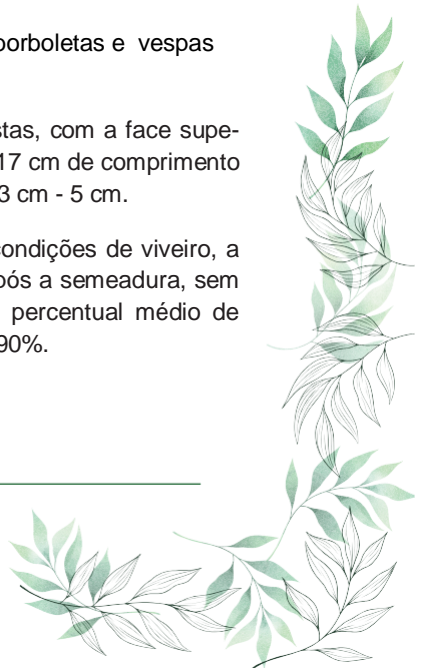 borboletas e vespas
stas, com a face supe-
17 cm de comprimento
3 cm - 5 cm.
condições de viveiro, a
pós a semeadura, sem
percentual médio de
90%.